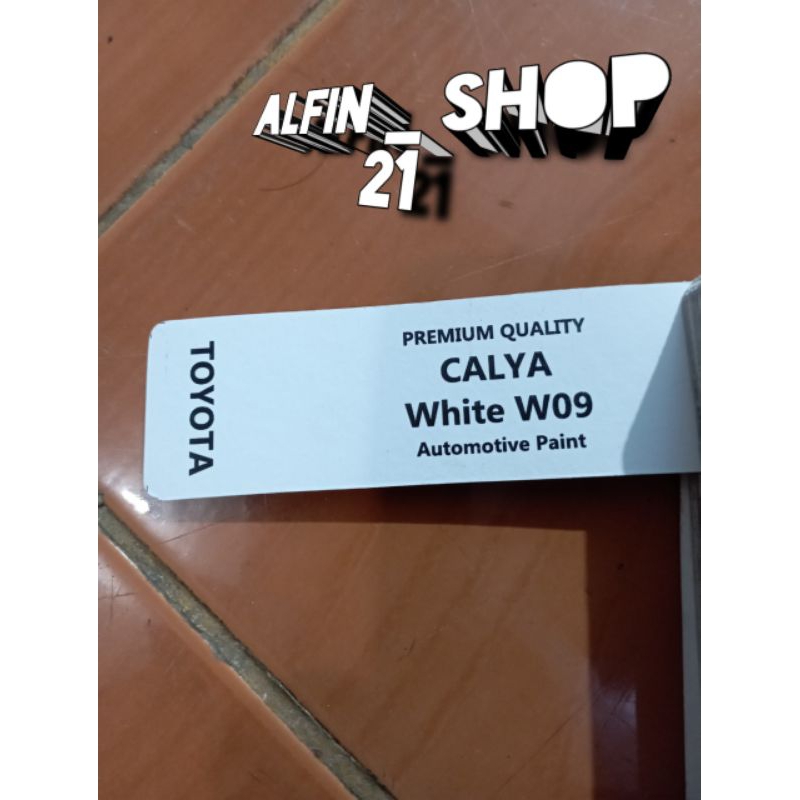 ALFIN_
21
SHOP
TOYOTA
PREMIUM QUALITY
CALYA
White W09
Automotive Paint